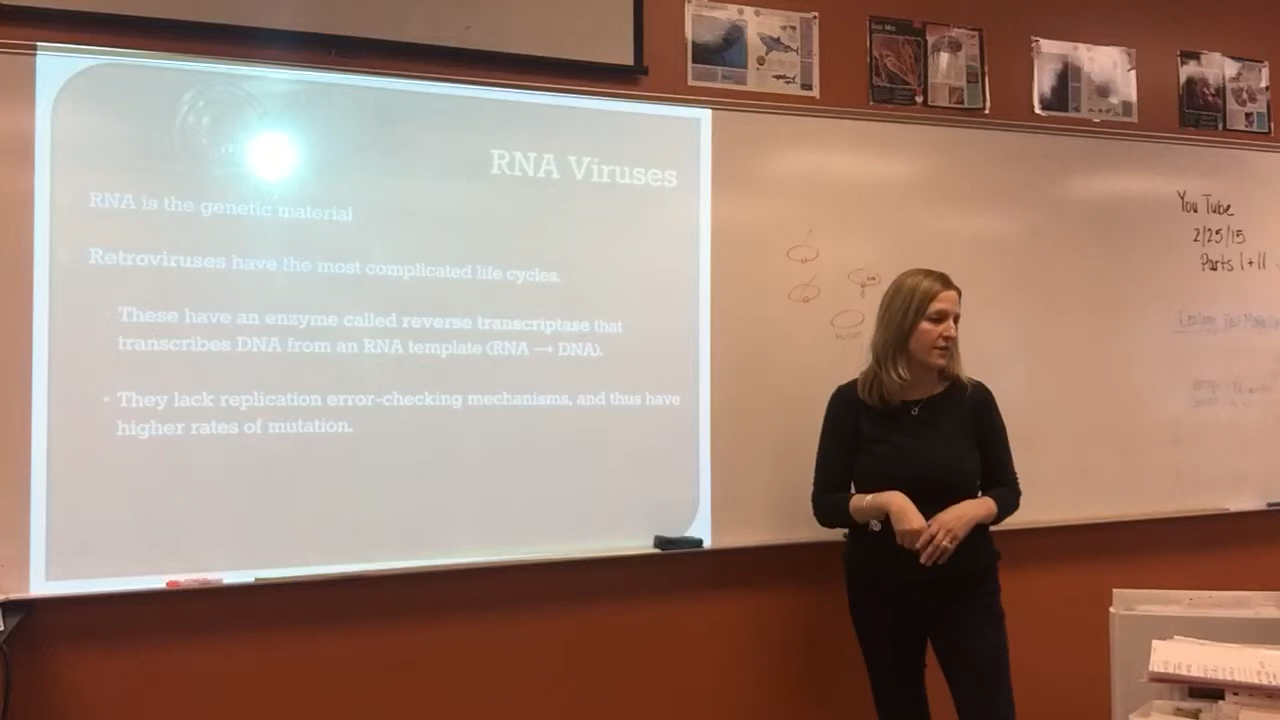 RNA Viruses
RNA is the genetic material
Retroviruses have the most complicated life cycles.
These have an enzyme called reverse transcriptase that
transcribes DNA from an RNA template (RNA → DNA).
They lack replication error-checking mechanisms, and thus have
higher rates of mutation.
You Tube
2/25/15
Parts I + II